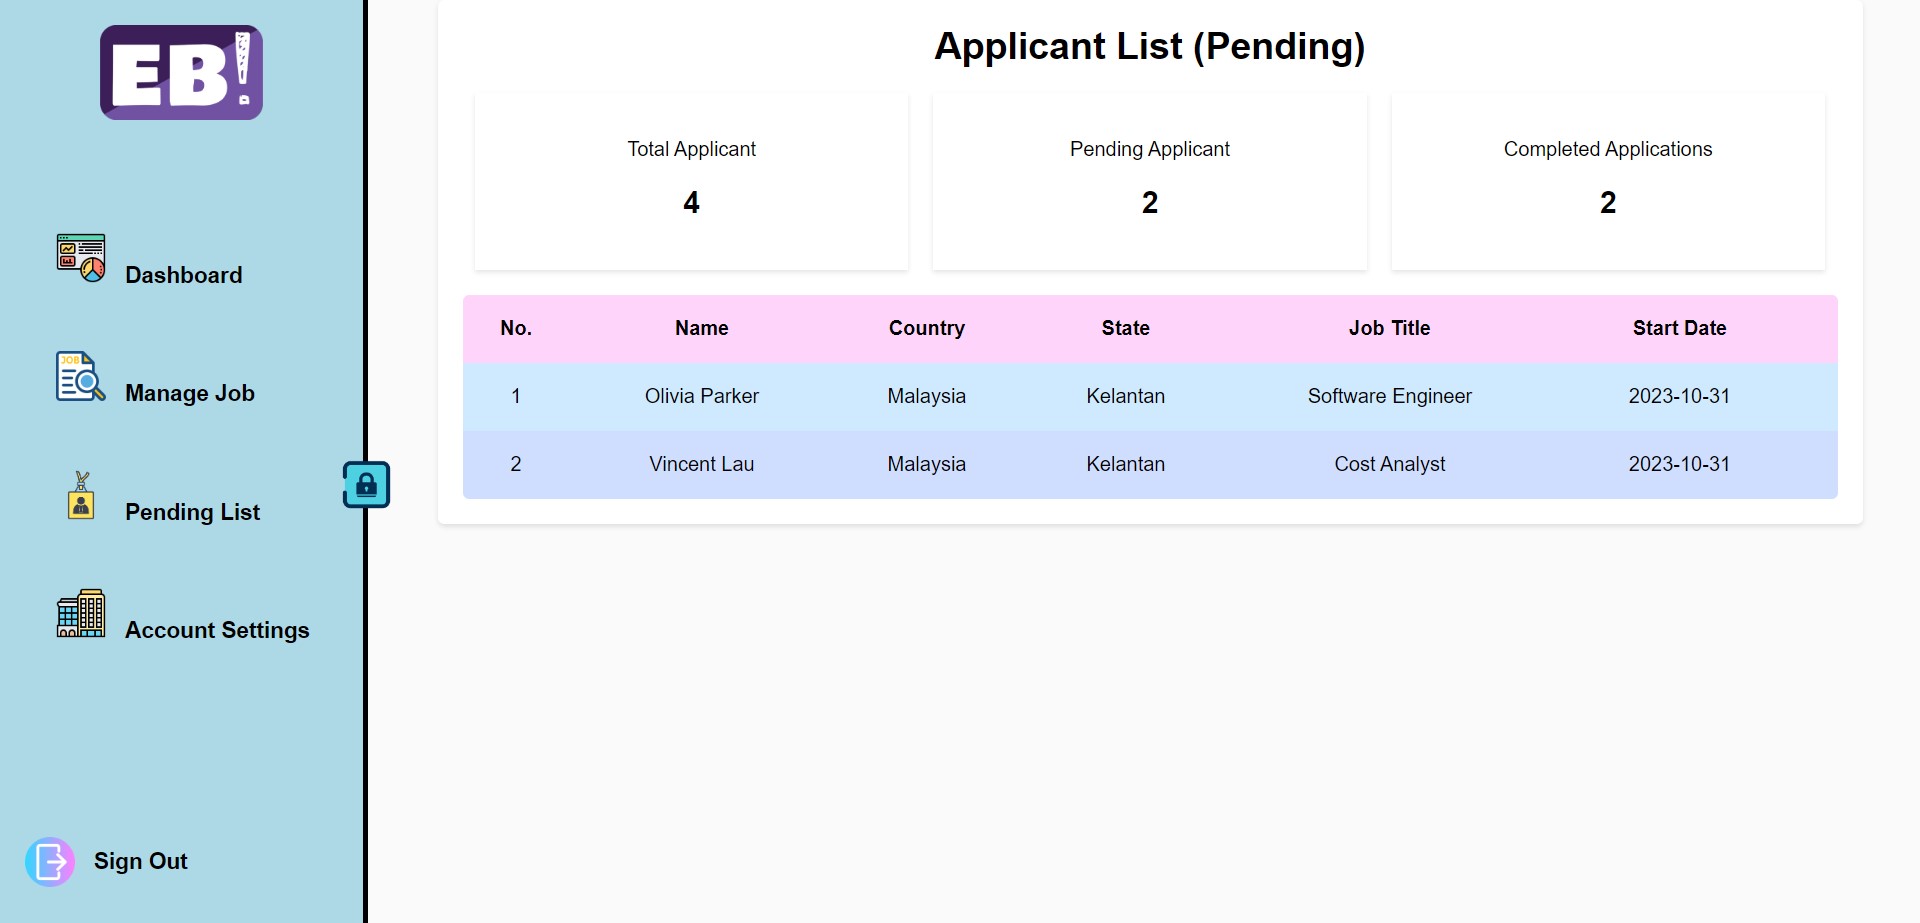 EB!
Applicant List (Pending)
Total Applicant Pending Applicant Completed Applications
4 2 2
Dashboard
Manage Job
JOB
Pending List
Account Settings
Sign Out
No. Name Country State Job Title Start Date
1 Olivia Parker Malaysia Kelantan Software Engineer 2023-10-31
2 Vincent Lau Malaysia Kelantan Cost Analyst 2023-10-31